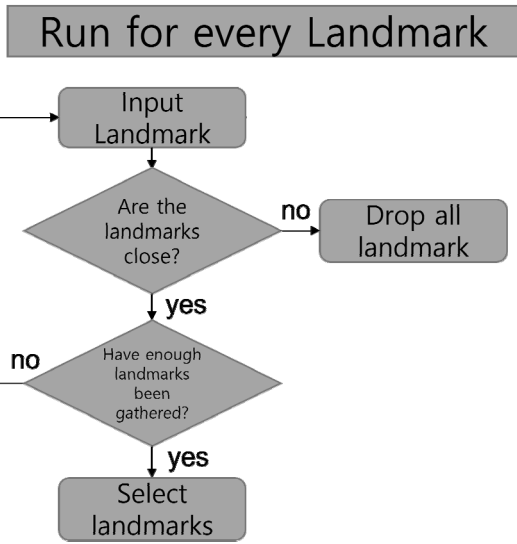 Run for every Landmark
Input
Landmark
Are the
landmarks
close?
no
Drop all
landmark
yes
Have enough
landmarks
been
gathered?
no
yes
Select
landmarks